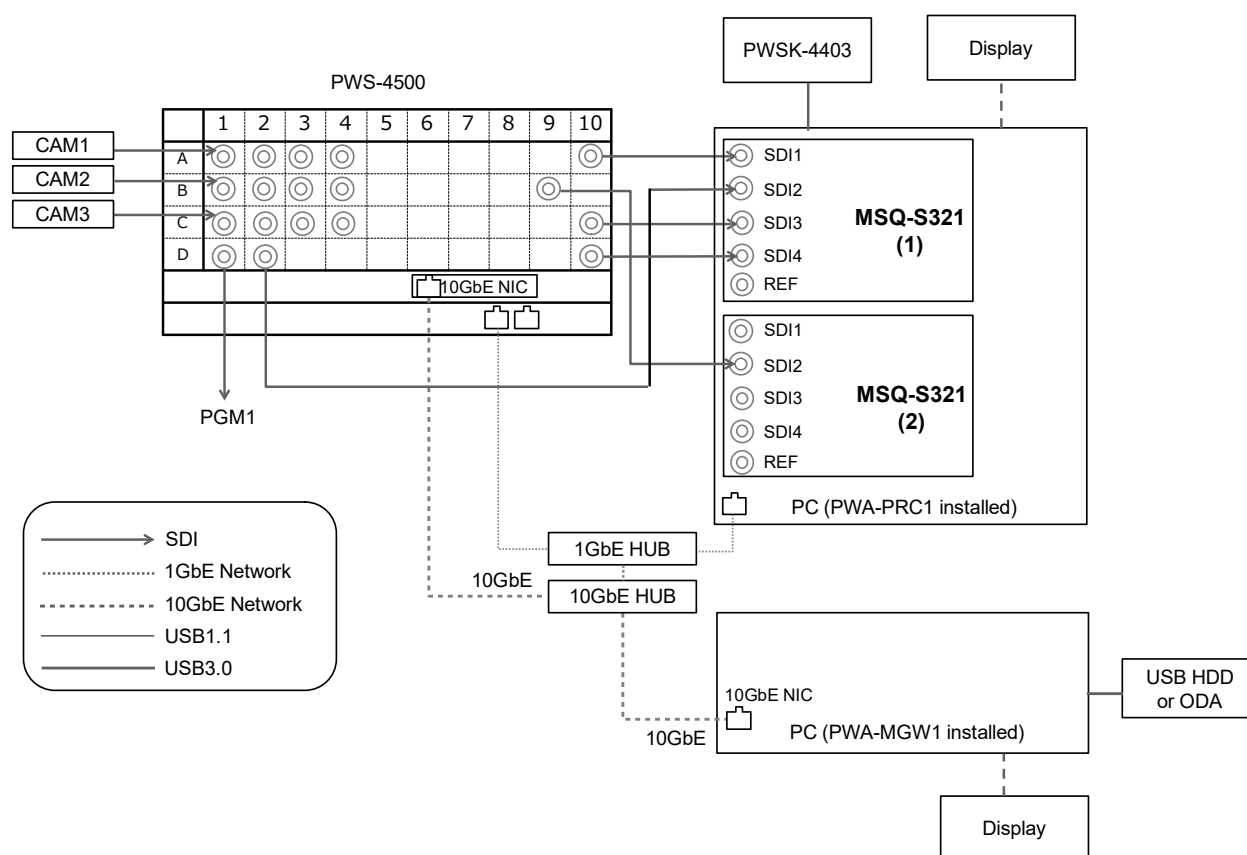 PWSK-4403
Display
PWS-4500
1 2 3 4 5 6 7 8 9 10
CAM1
A
CAM2
B
CAM3
C
D
10GbE NIC
PGM1
SDI1
SDI2
SDI3
SDI4
REF
MSQ-S321
(1)
SDI1
SDI2
SDI3
SDI4
REF
MSQ-S321
(2)
PC (PWA-PRC1 installed)
SDI
1GbE Network
10GbE Network
USB1.1
USB3.0
1GbE HUB
10GbE
10GbE HUB
10GbE NIC
10GbE
PC (PWA-MGW1 installed)
USB HDD
or ODA
Display